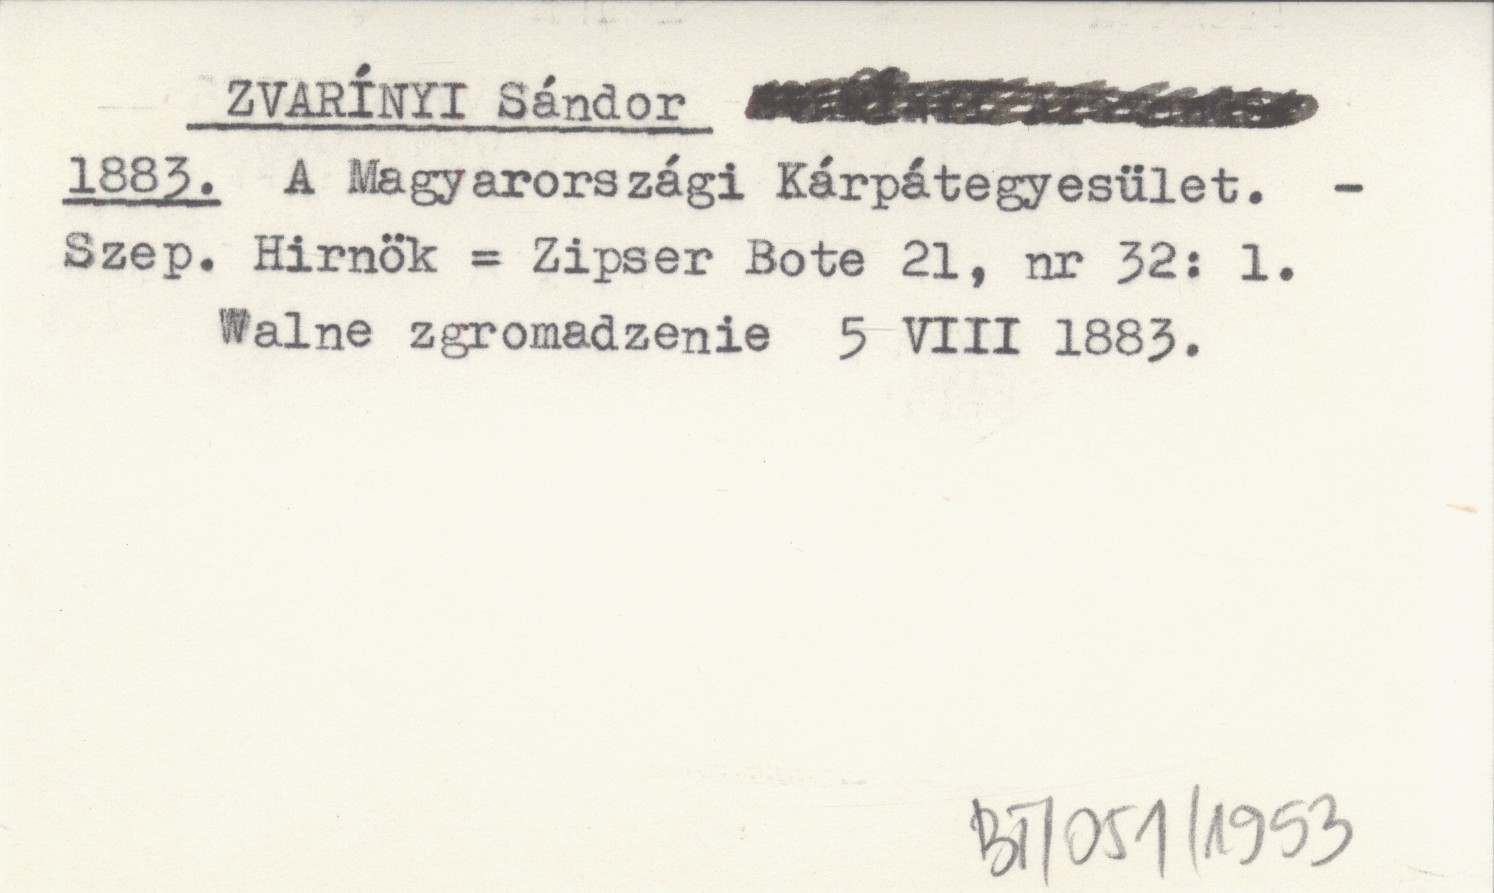 ZVARÍNYI Sándor
1883. A Magyarországi Kárpátegyesület. -
Szep. Hirnök = Zipser Bote 21, nr 32: 1.
Walne zgromadzenie 5 VIII 1883.
BT/051/1953